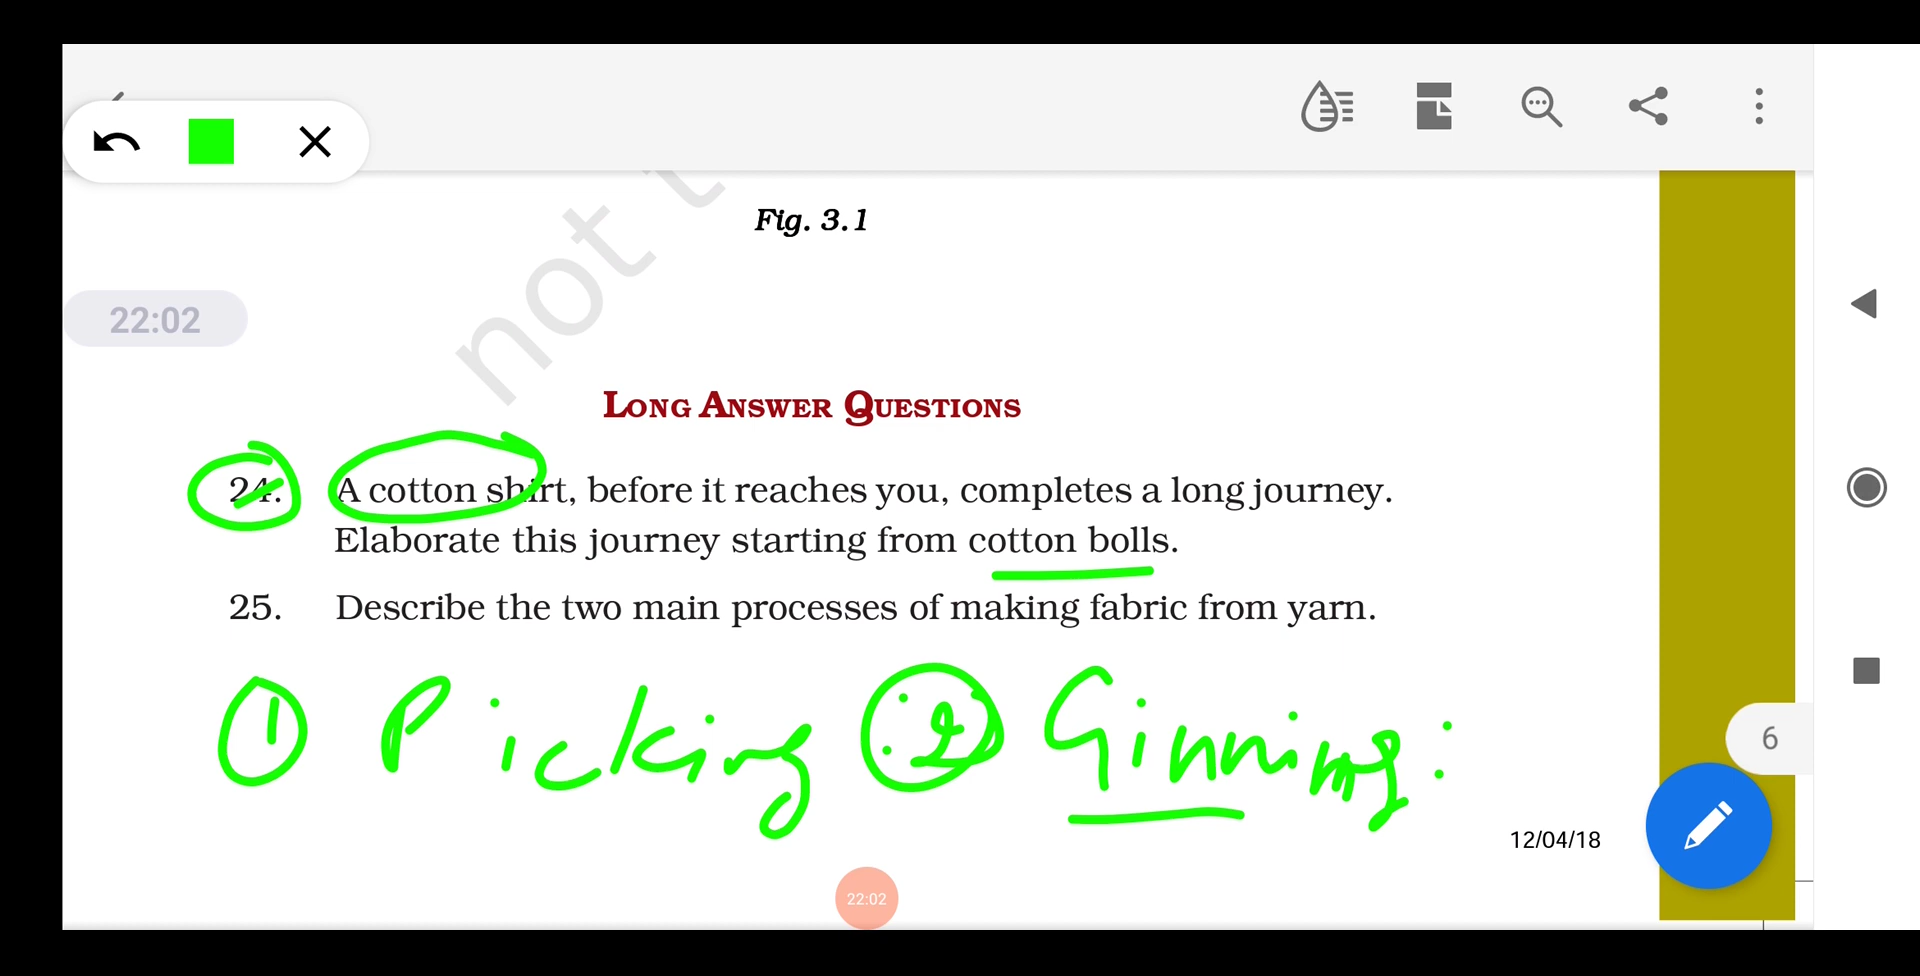 not t
Fig. 3.1
22:02
LONG ANSWER QUESTIONS
24. A cotton shirt, before it reaches you, completes a long journey.
Elaborate this journey starting from cotton bolls.
25. Describe the two main processes of making fabric from yarn.
① Picking : ② Ginning :
6
12/04/18
22:02